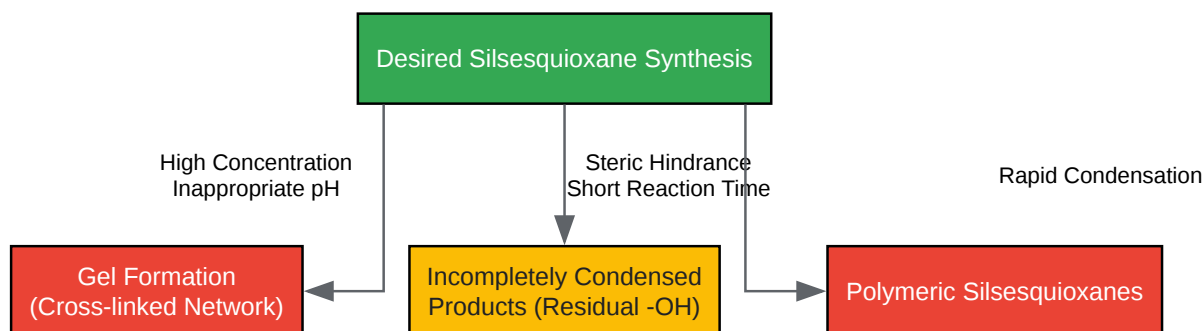 Desired Silsesquioxane Synthesis
High Concentration
Inappropriate pH
Steric Hindrance
Short Reaction Time
Rapid Condensation
Gel Formation
(Cross-linked Network)
Incompletely Condensed
Products (Residual -OH)
Polymeric Silsesquioxanes